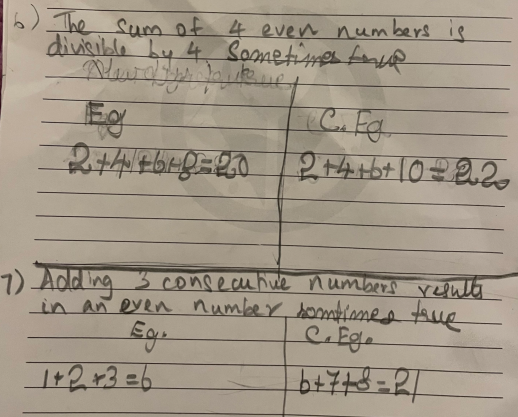 6) The sum of 4 even numbers is
divisible by 4. Sometimes true
Eg C. Eg.
2+4+6+8=20 2+4+6+10=22
7) Adding 3 consecutive numbers results
in an even number somtimes true
Eg. C. Eg.
1+2+3=6 6+7+8=21